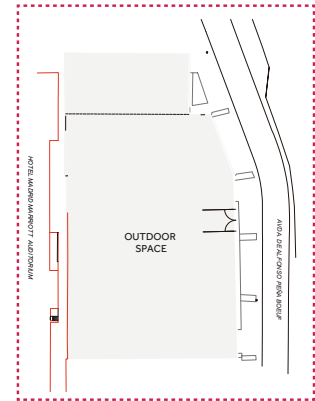 HOTEL MADRID MARRIOTT AUDITORIUM
OUTDOOR
SPACE
AVDA DE ALFONSO PEÑA BOEUF